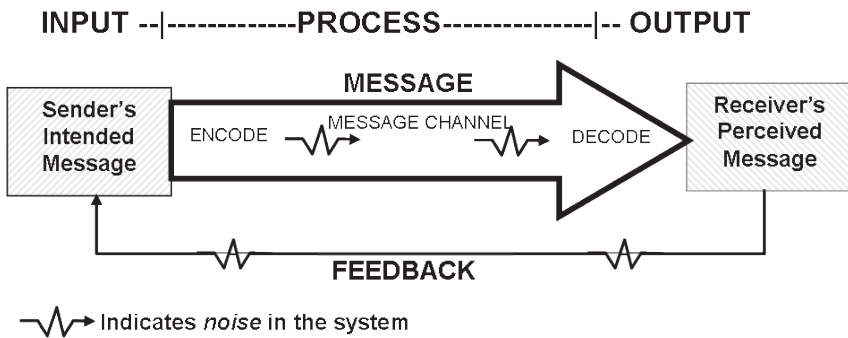 INPUT --|-----------PROCESS-------------|-- OUTPUT
MESSAGE
Sender's
Intended
Message
ENCODE
MESSAGE CHANNEL
DECODE
Receiver's
Perceived
Message
FEEDBACK
Indicates noise in the system